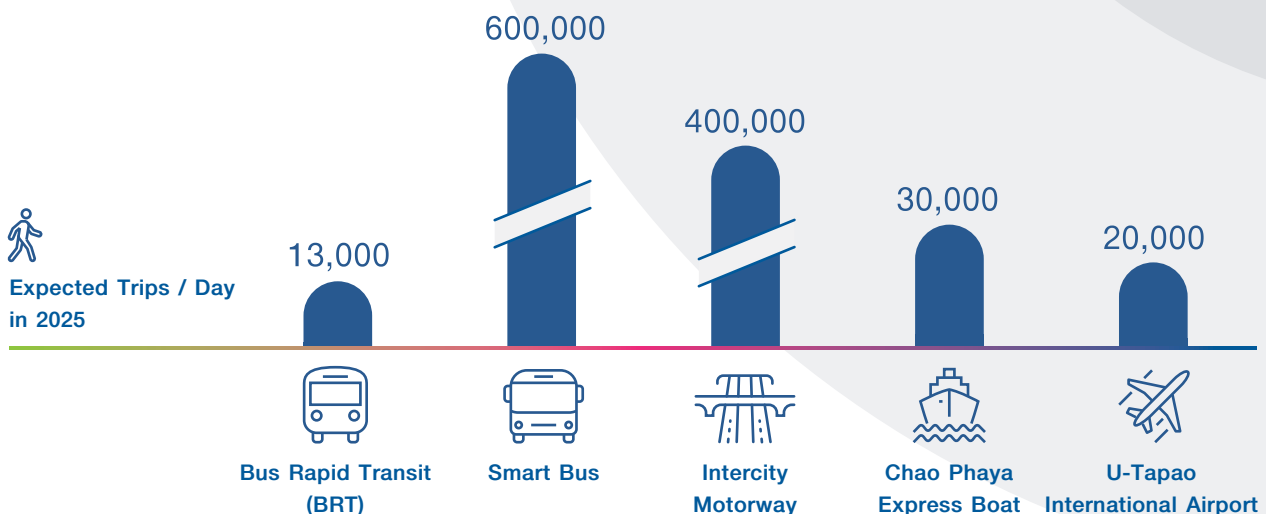 600,000
400,000
30,000
20,000
13,000
Expected Trips / Day
in 2025
Bus Rapid Transit
(BRT)
Smart Bus
Intercity
Motorway
Chao Phaya
Express Boat
U-Tapao
International Airport